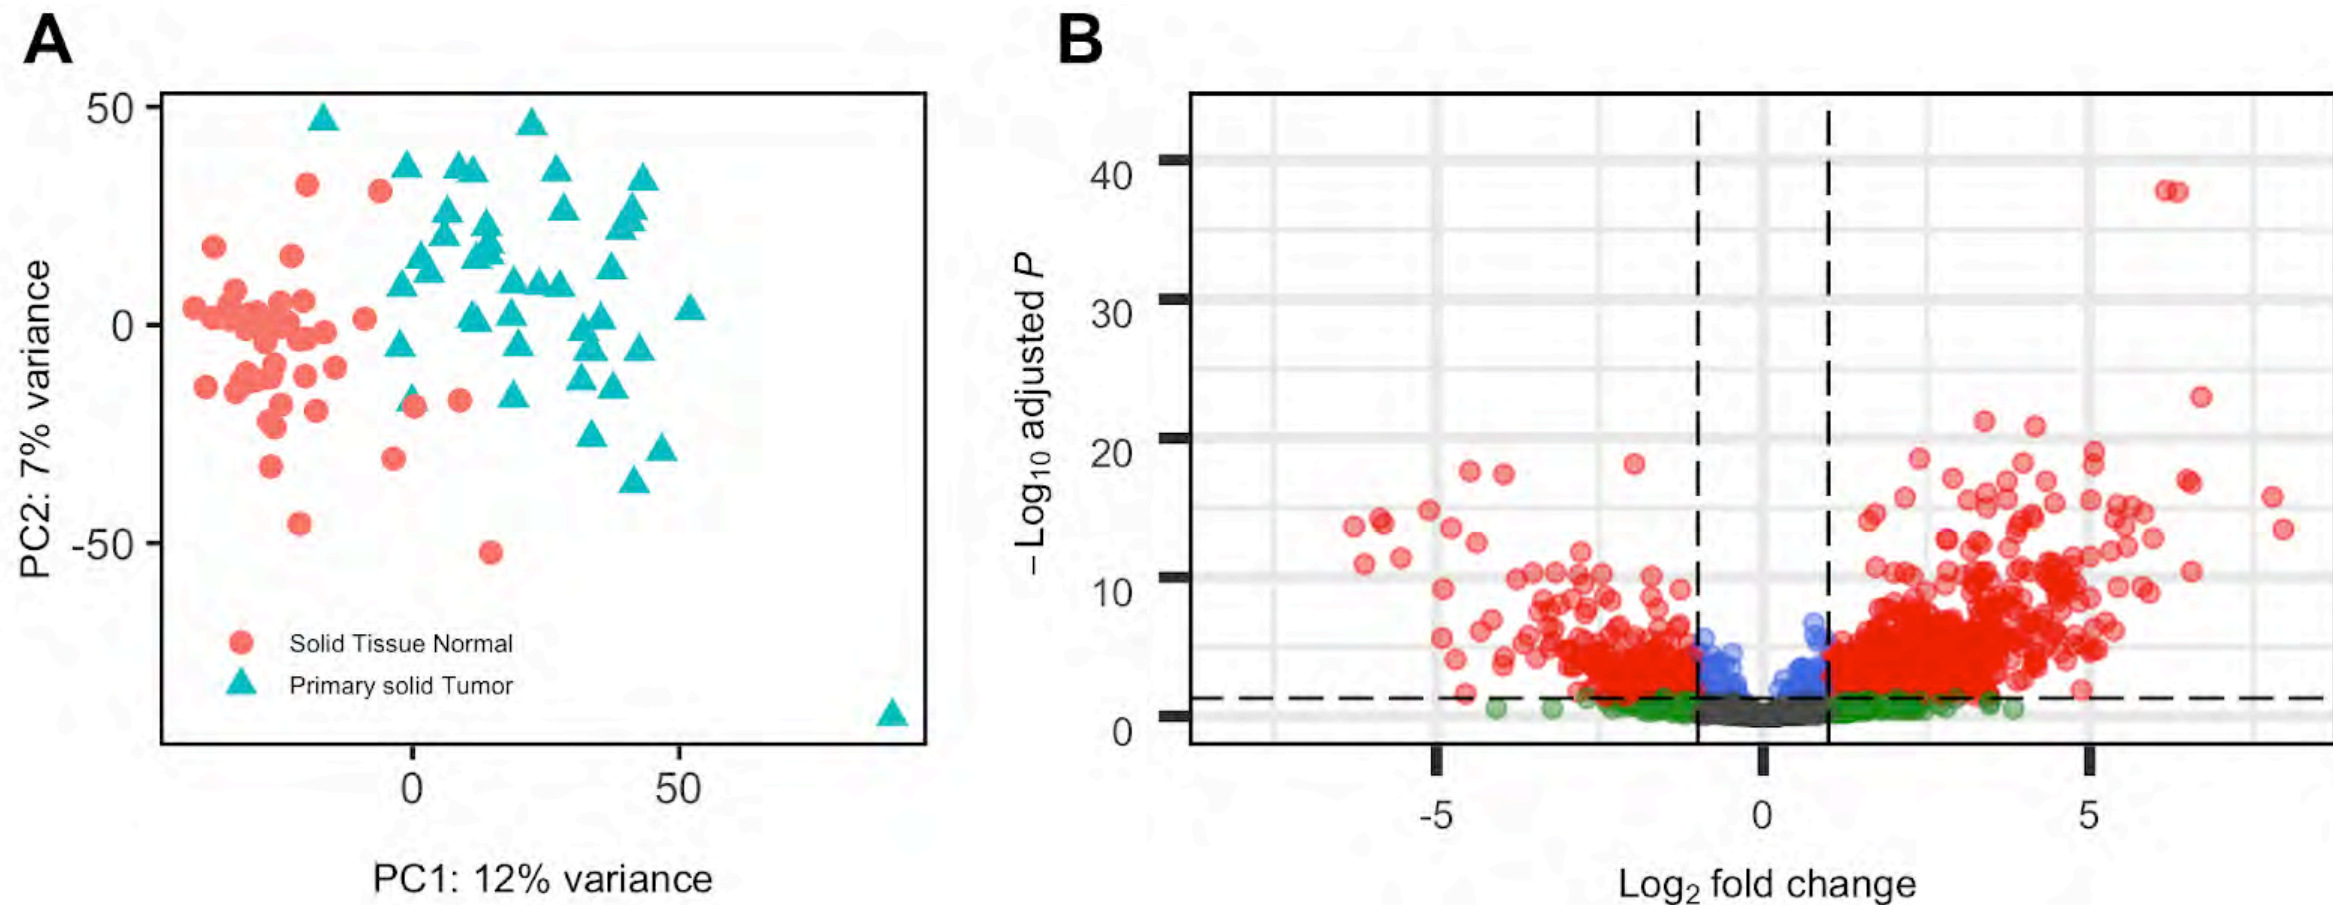 A
50
0
-50
PC2: 7% variance
Solid Tissue Normal
Primary solid Tumor
0 50
PC1: 12% variance
B
40
30
20
10
0
−Log₁₀ adjusted P
-5 0 5
Log₂ fold change